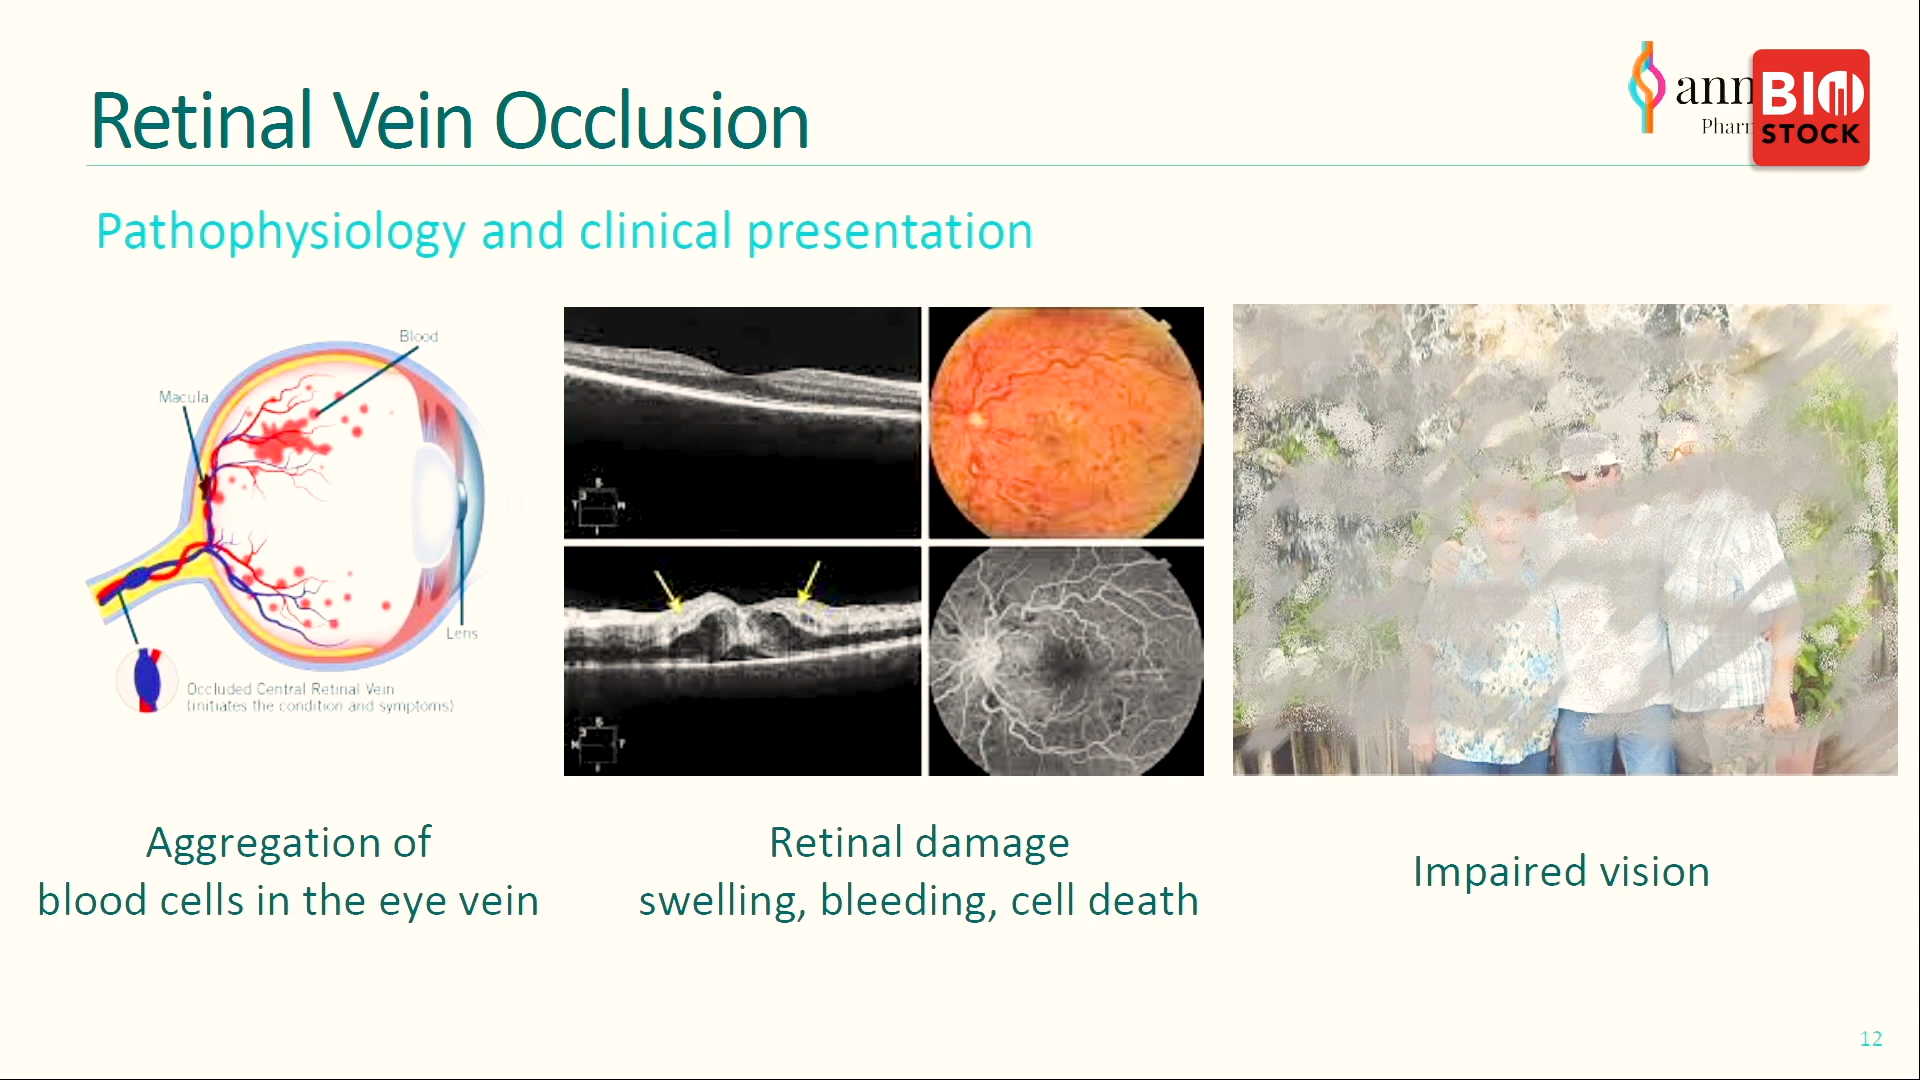 Retinal Vein Occlusion
ann
Pharm
BIO
STOCK
Pathophysiology and clinical presentation
Blood
Macula
Lens
Occluded Central Retinal Vein
(initiates the condition and symptoms)
Aggregation of
blood cells in the eye vein
Retinal damage
swelling, bleeding, cell death
Impaired vision
12